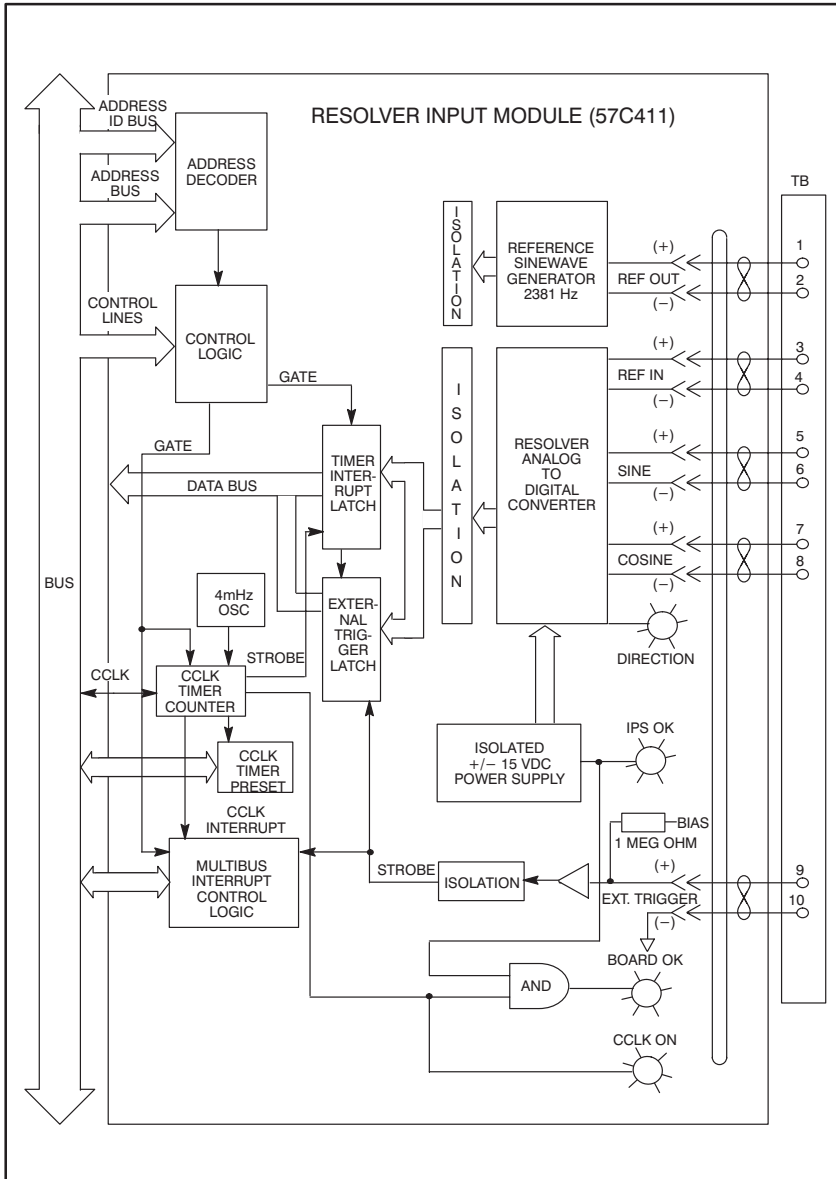 RESOLVER INPUT MODULE (57C411)
ADDRESS
ID BUS
ADDRESS
BUS
ADDRESS
DECODER
CONTROL
LINES
CONTROL
LOGIC
GATE
GATE
DATA BUS
TIMER
INTER-
RUPT
LATCH
EXTER-
NAL
TRIG-
GER
LATCH
BUS
4mHz
OSC
STROBE
CCLK
CCLK
TIMER
COUNTER
CCLK
TIMER
PRESET
CCLK
INTERRUPT
MULTIBUS
INTERRUPT
CONTROL
LOGIC
ISOLATION
REFERENCE
SINEWAVE
GENERATOR
2381 Hz
(+)
REF OUT
(−)
ISOLATION
RESOLVER
ANALOG
TO
DIGITAL
CONVERTER
(+)
REF IN
(−)
(+)
SINE
(−)
(+)
COSINE
(−)
DIRECTION
ISOLATED
+/− 15 VDC
POWER SUPPLY
IPS OK
BIAS
1 MEG OHM
STROBE
ISOLATION
(+)
EXT. TRIGGER
(−)
BOARD OK
AND
CCLK ON
TB
1
2
3
4
5
6
7
8
9
10